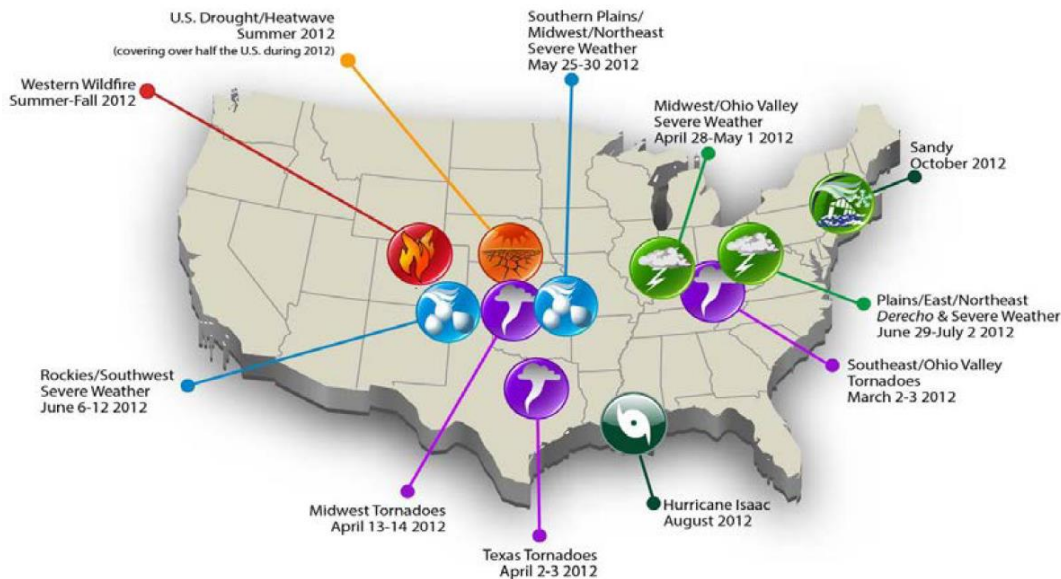 U.S. Drought/Heatwave
Summer 2012
(covering over half the U.S. during 2012)
Southern Plains/
Midwest/Northeast
Severe Weather
May 25-30 2012
Western Wildfire
Summer-Fall 2012
Midwest/Ohio Valley
Severe Weather
April 28-May 1 2012
Sandy
October 2012
Plains/East/Northeast
Derecho & Severe Weather
June 29-July 2 2012
Rockies/Southwest
Severe Weather
June 6-12 2012
Southeast/Ohio Valley
Tornadoes
March 2-3 2012
Midwest Tornadoes
April 13-14 2012
Hurricane Isaac
August 2012
Texas Tornadoes
April 2-3 2012